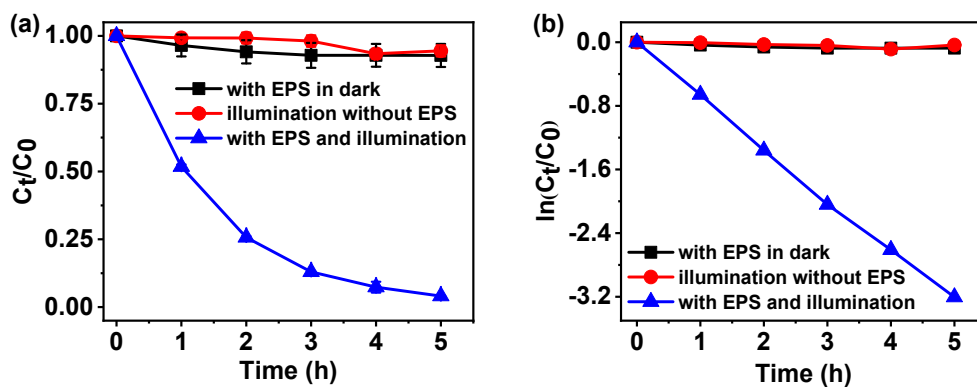 (a)
1.00
0.75
0.50
0.25
0.00
Ct/C0
with EPS in dark
illumination without EPS
with EPS and illumination
0 1 2 3 4 5
Time (h)
(b)
0.0
-0.8
-1.6
-2.4
-3.2
ln(Ct/C0)
with EPS in dark
illumination without EPS
with EPS and illumination
0 1 2 3 4 5
Time (h)